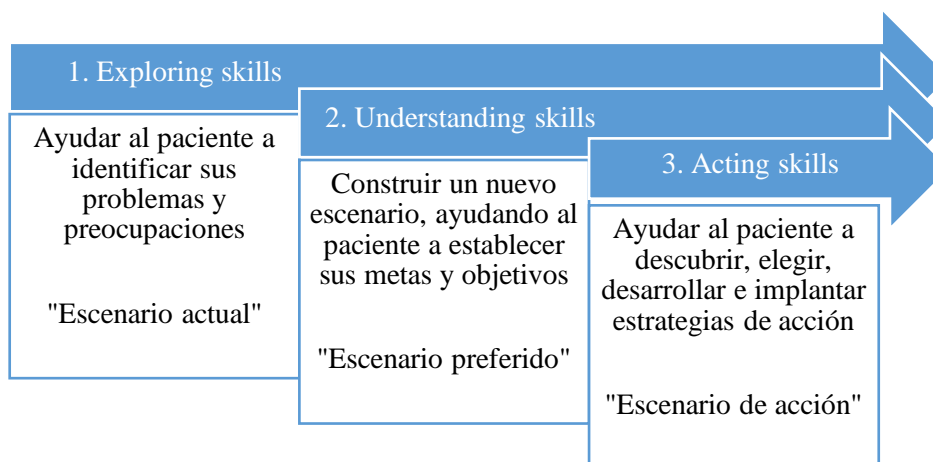 1. Exploring skills
Ayudar al paciente a
identificar sus
problemas y
preocupaciones
"Escenario actual"
2. Understanding skills
Construir un nuevo
escenario, ayudando al
paciente a establecer
sus metas y objetivos
"Escenario preferido"
3. Acting skills
Ayudar al paciente a
descubrir, elegir,
desarrollar e implantar
estrategias de acción
"Escenario de acción"